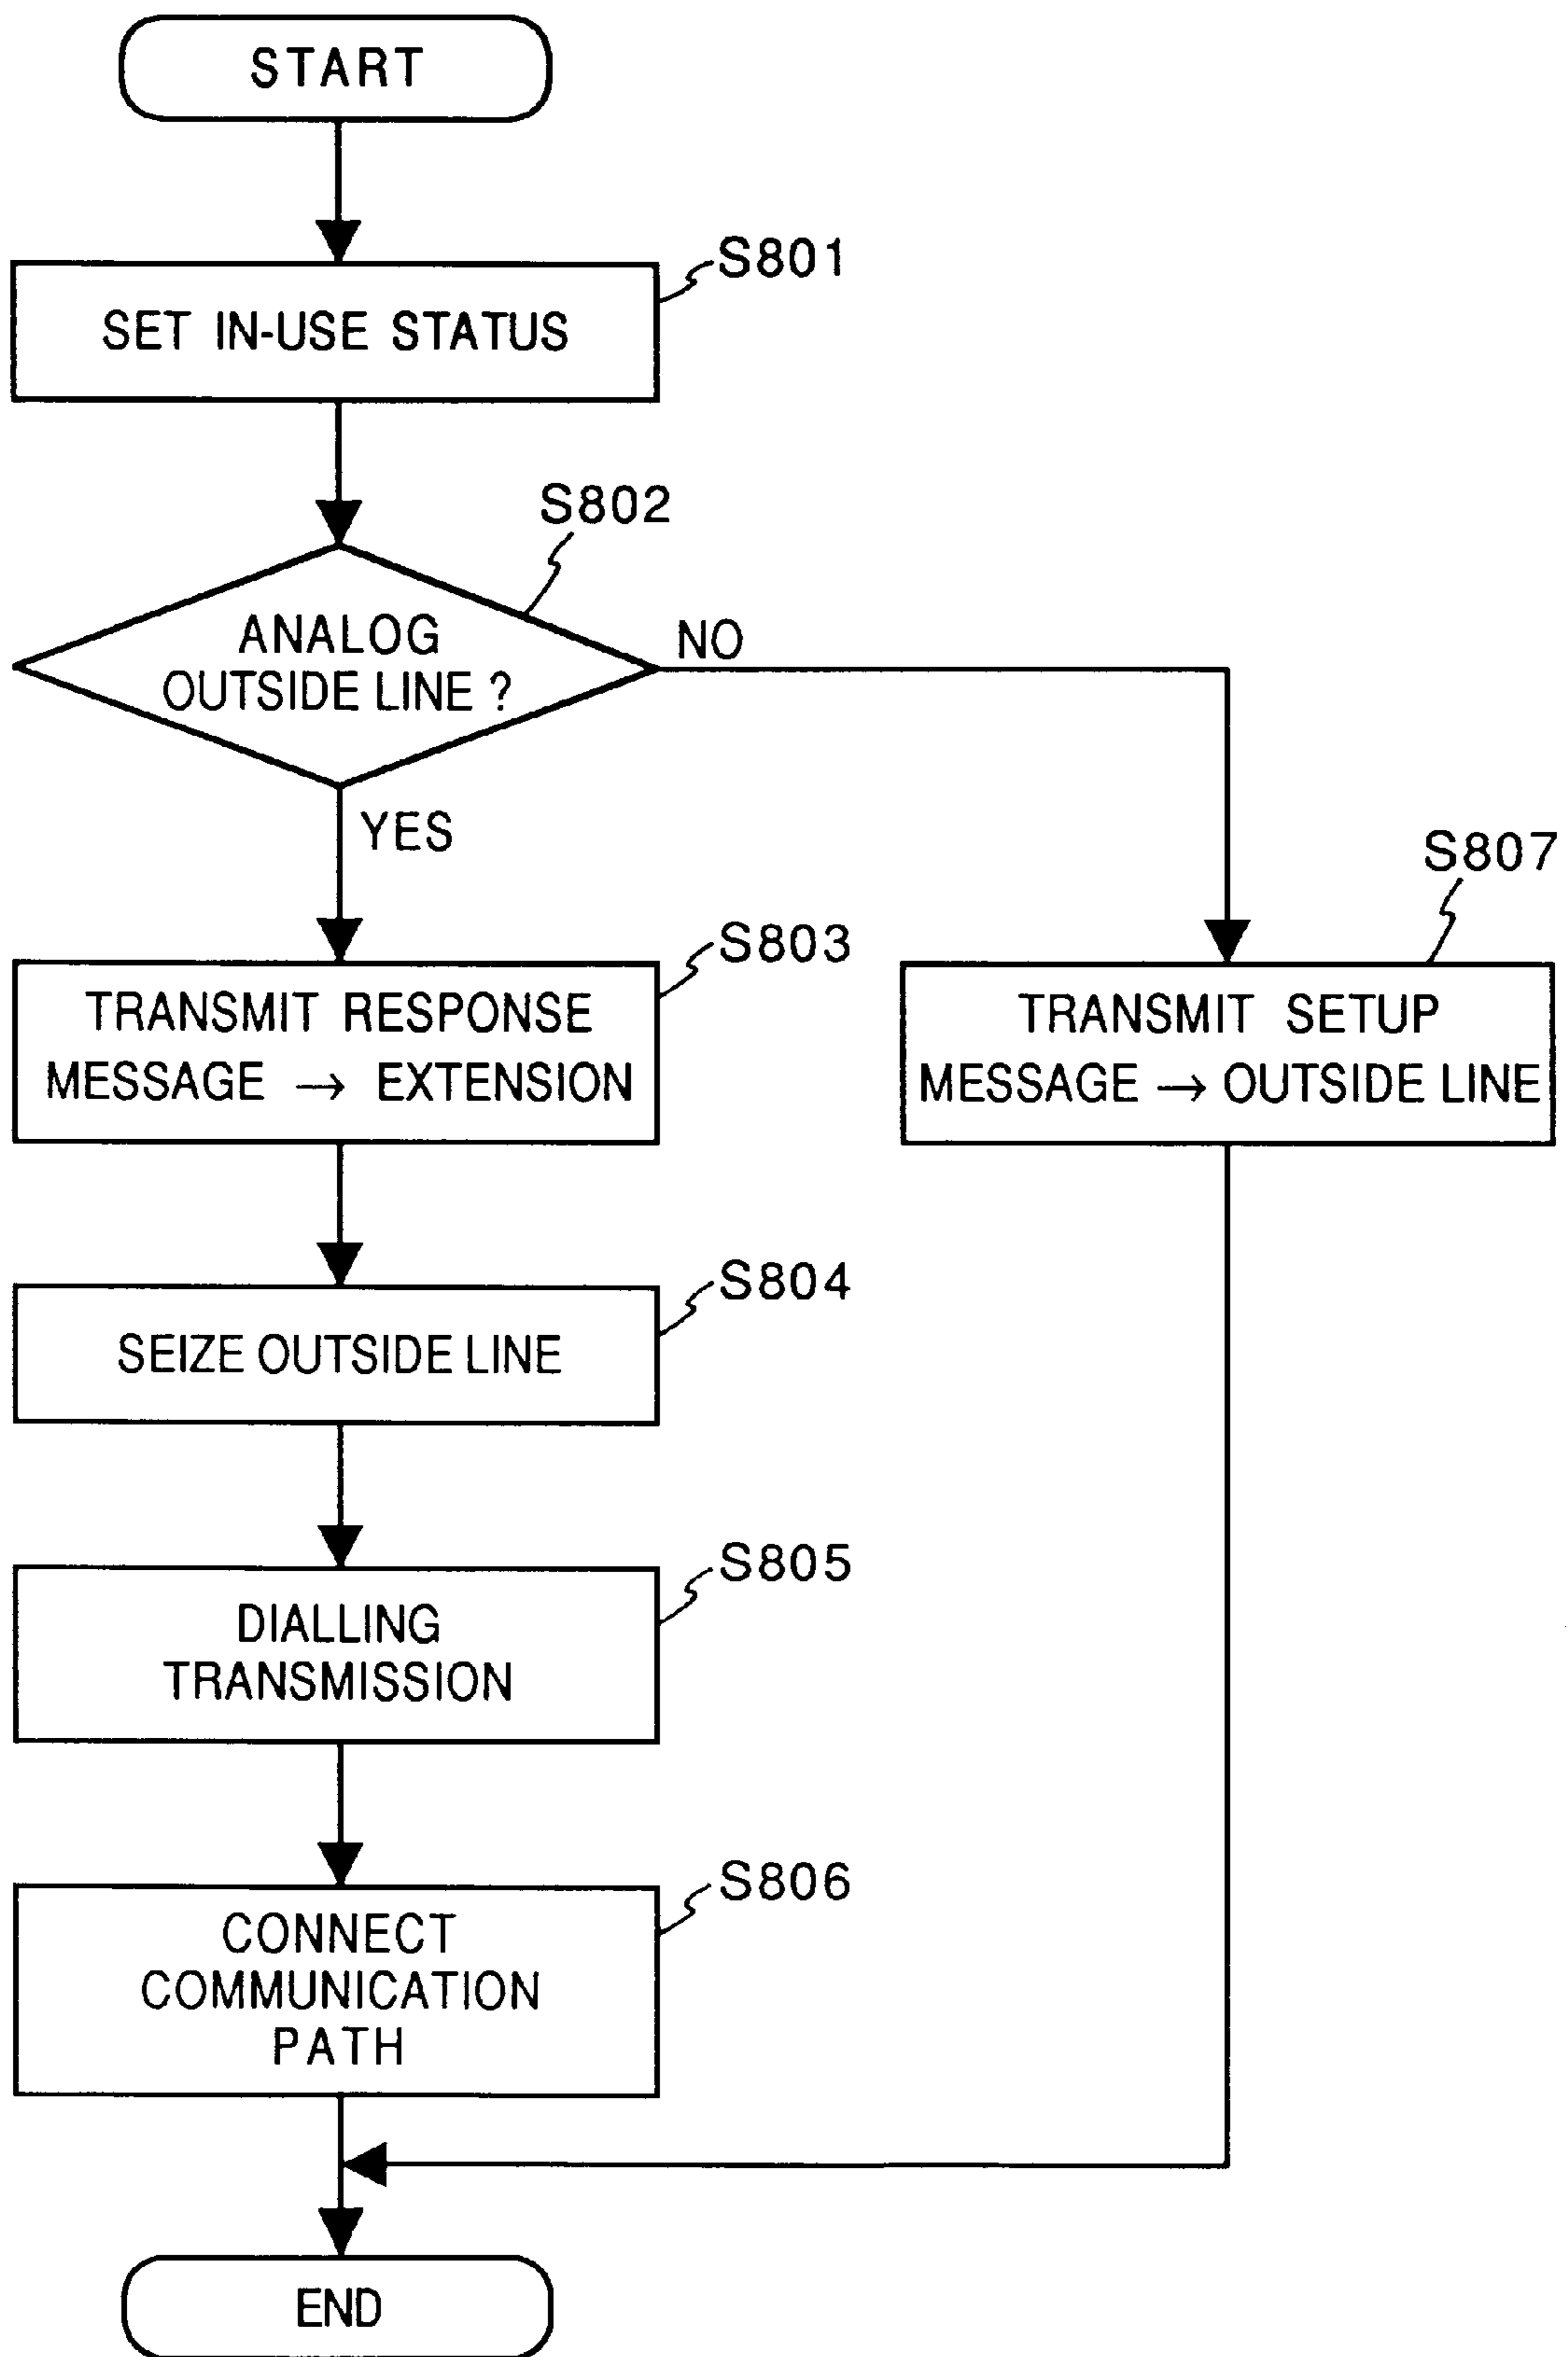 START
S801
SET IN-USE STATUS
S802
ANALOG
OUTSIDE LINE ?
NO
YES
S803
TRANSMIT RESPONSE
MESSAGE → EXTENSION
S807
TRANSMIT SETUP
MESSAGE → OUTSIDE LINE
S804
SEIZE OUTSIDE LINE
S805
DIALLING
TRANSMISSION
S806
CONNECT
COMMUNICATION
PATH
END